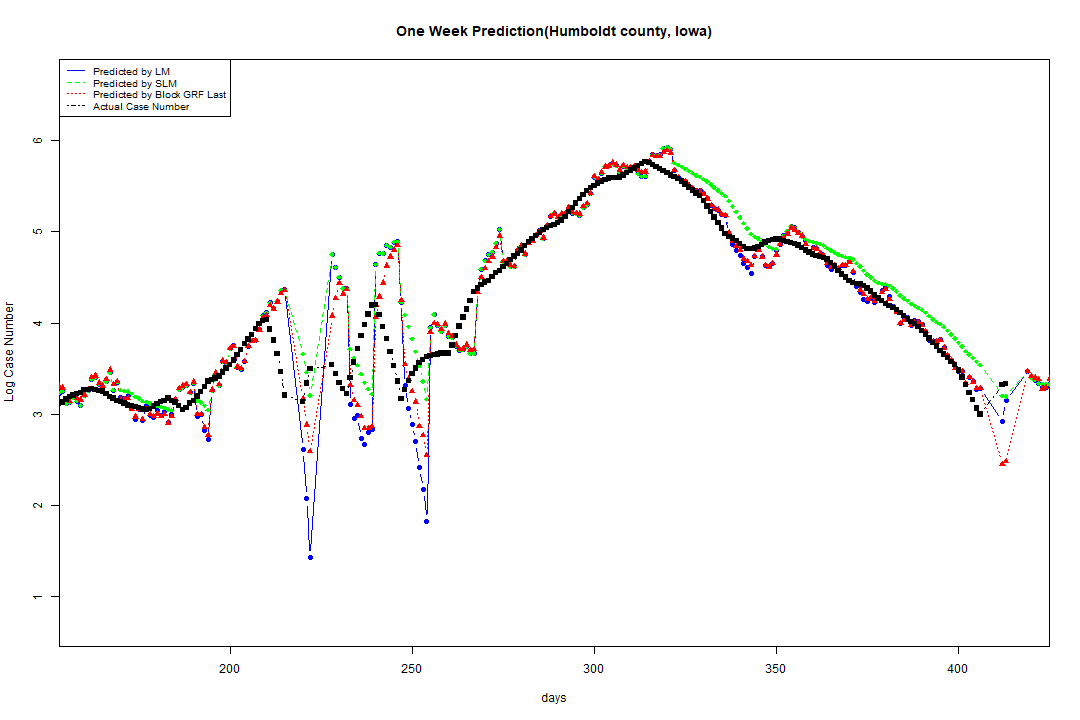 One Week Prediction(Humboldt county, Iowa)
Predicted by LM
Predicted by SLM
Predicted by Block GRF Last
Actual Case Number
Log Case Number
6
5
4
3
2
1
200 250 300 350 400
days